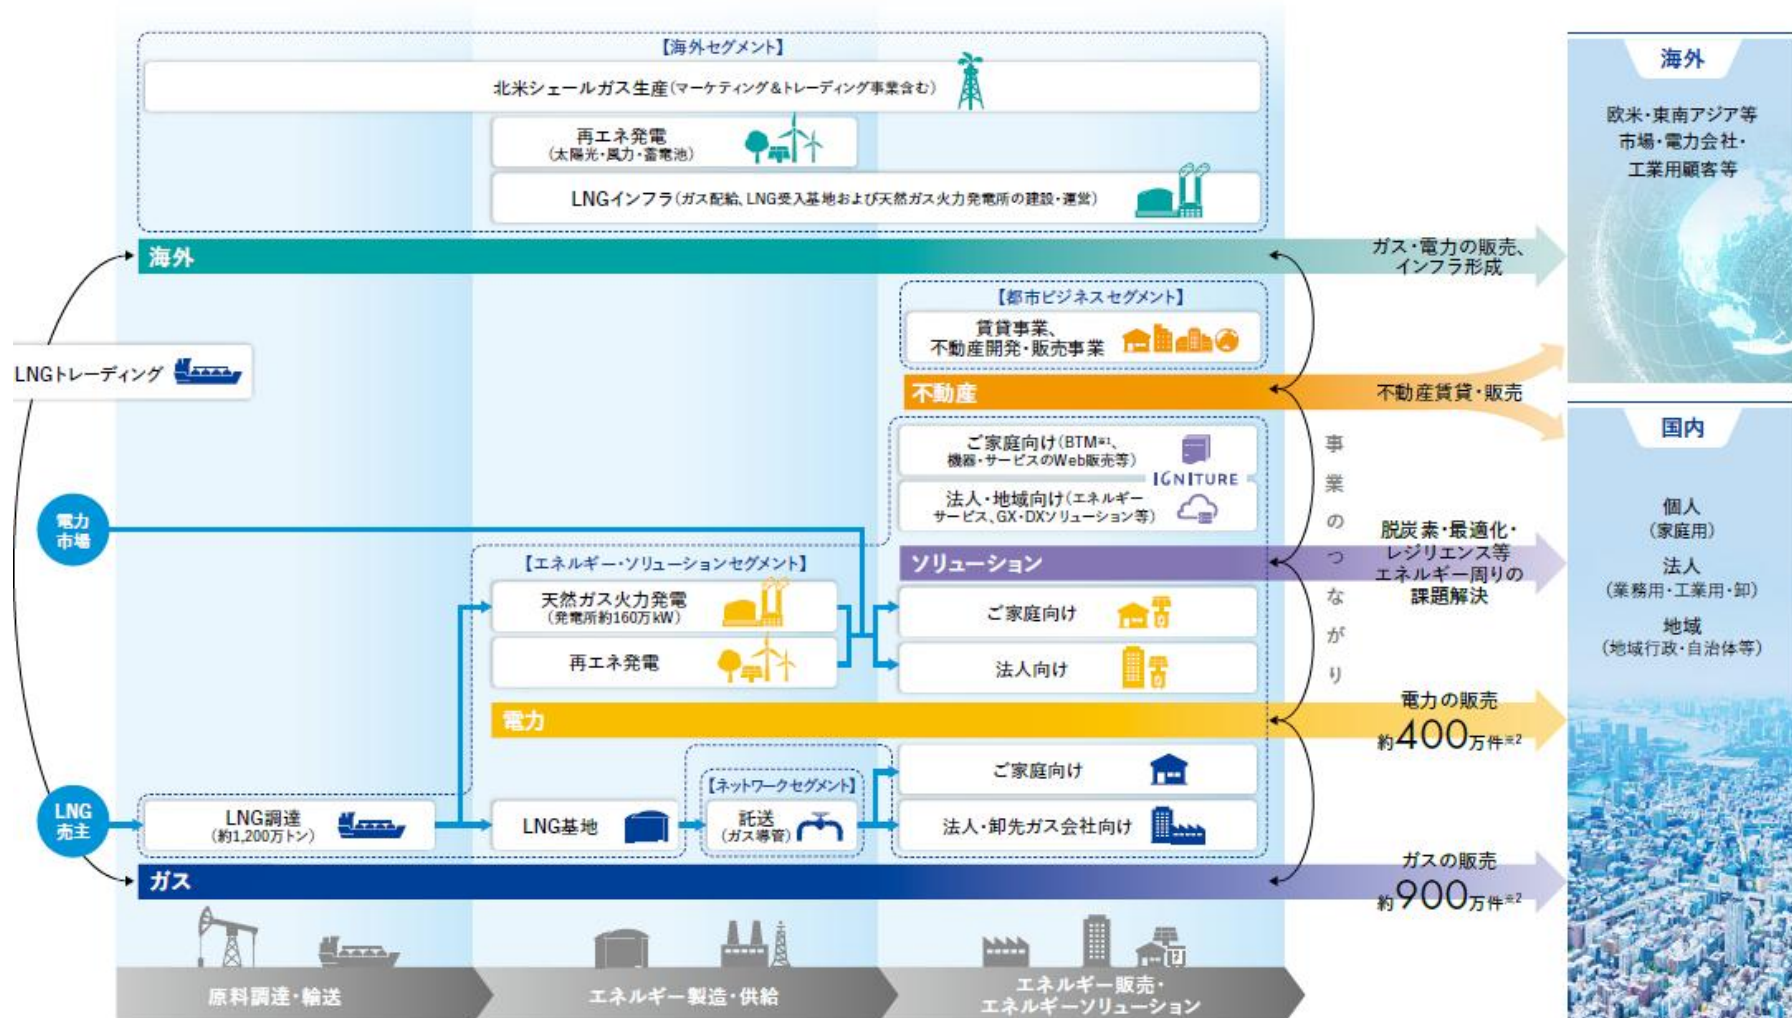 【海外セグメント】
北米シェールガス生産(マーケティング&トレーディング事業含む)
再エネ発電
(太陽光・風力・蓄電池)
LNGインフラ(ガス配給、LNG受入基地および天然ガス火力発電所の建設・運営)
海外
ガス・電力の販売、
インフラ形成
海外
欧米・東南アジア等
市場・電力会社・
工業用顧客等
LNGトレーディング
【都市ビジネスセグメント】
賃貸事業、
不動産開発・販売事業
不動産
不動産賃貸・販売
国内
個人
(家庭用)
法人
(業務用・工業用・卸)
地域
(地域行政・自治体等)
事業のつながり
ご家庭向け(BTM※1、
機器・サービスのWeb販売等)
IGNITURE
法人・地域向け(エネルギー
サービス、GX・DXソリューション等)
ソリューション
脱炭素・最適化・
レジリエンス等
エネルギー周りの
課題解決
電力
市場
【エネルギー・ソリューションセグメント】
天然ガス火力発電
(発電所約160万kW)
再エネ発電
ご家庭向け
法人向け
電力
電力の販売
約400万件※2
LNG
売主
LNG調達
(約1,200万トン)
LNG基地
【ネットワークセグメント】
託送
(ガス導管)
ご家庭向け
法人・卸先ガス会社向け
ガス
ガスの販売
約900万件※2
原料調達・輸送
エネルギー製造・供給
エネルギー販売・
エネルギーソリューション